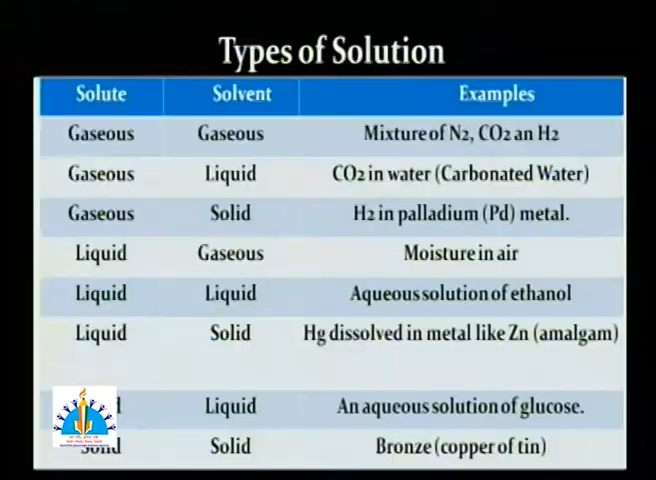 Types of Solution
Solute Solvent Examples
Gaseous Gaseous Mixture of N2, CO2 an H2
Gaseous Liquid CO2 in water (Carbonated Water)
Gaseous Solid H2 in palladium (Pd) metal.
Liquid Gaseous Moisture in air
Liquid Liquid Aqueous solution of ethanol
Liquid Solid Hg dissolved in metal like Zn (amalgam)
Liquid An aqueous solution of glucose.
Solid Solid Bronze (copper of tin)